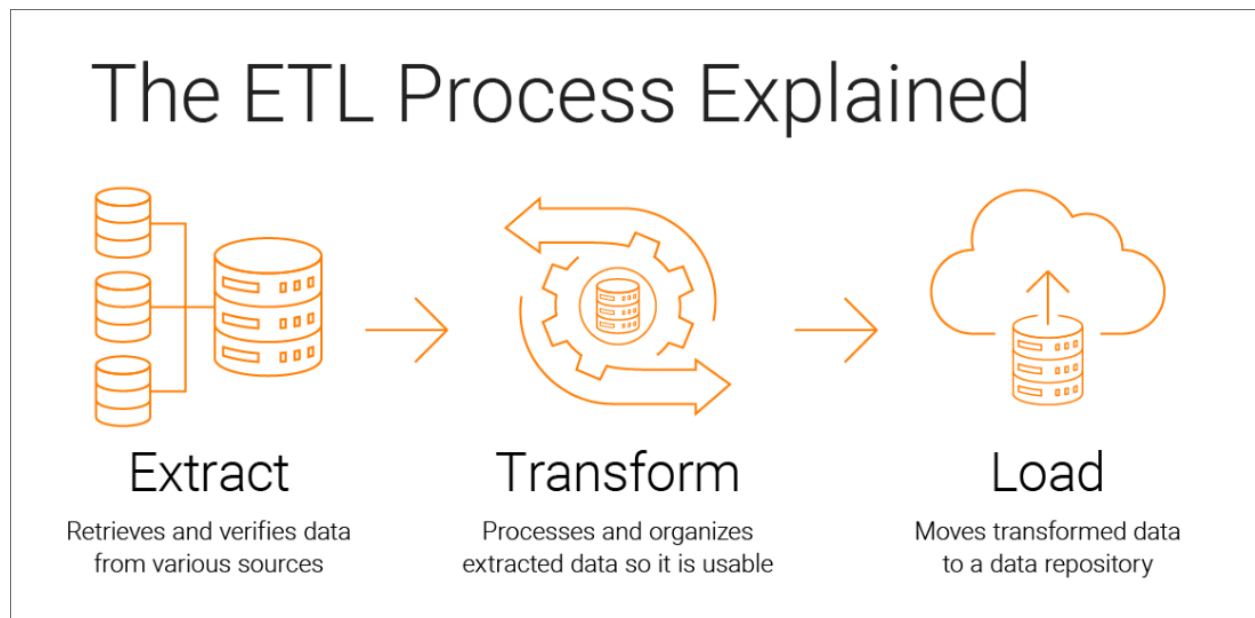 The ETL Process Explained
Extract
Retrieves and verifies data
from various sources
Transform
Processes and organizes
extracted data so it is usable
Load
Moves transformed data
to a data repository